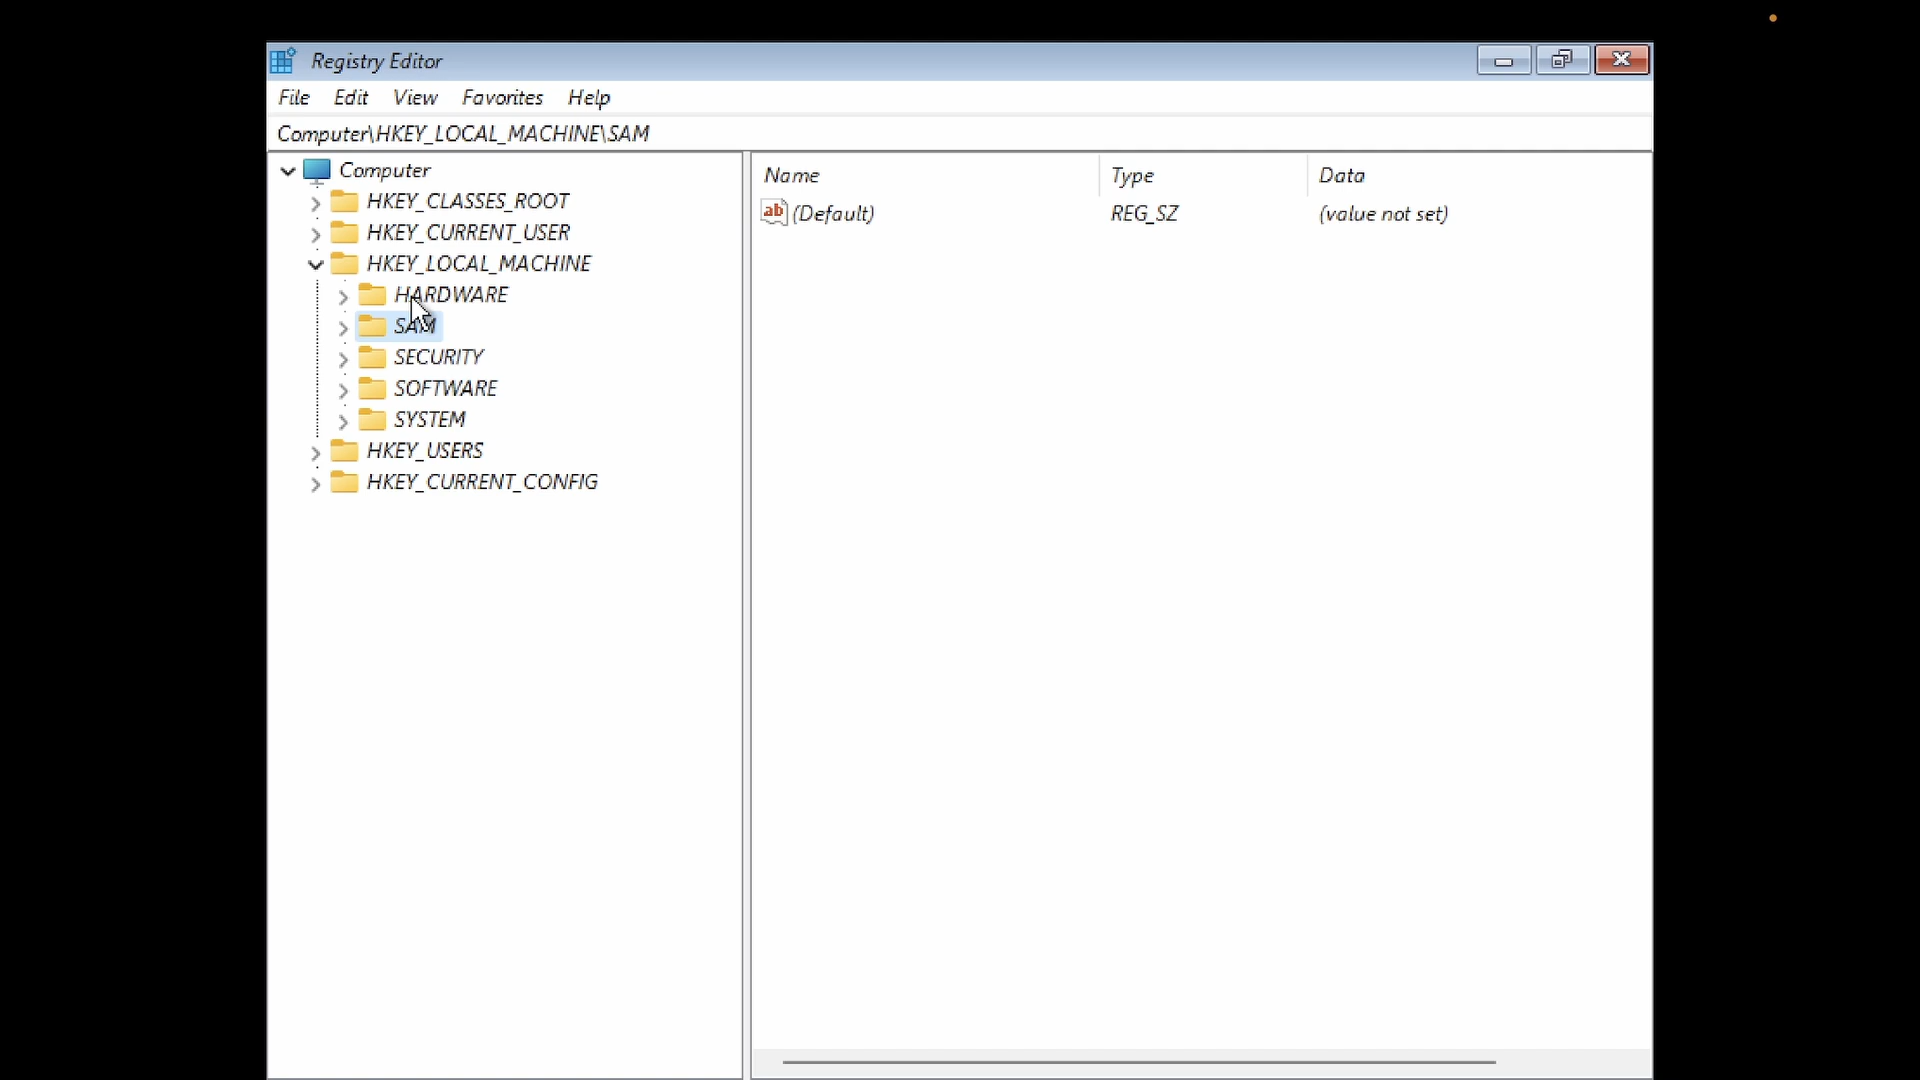 Registry Editor
File Edit View Favorites Help
Computer\HKEY_LOCAL_MACHINE\SAM
Computer
HKEY_CLASSES_ROOT
HKEY_CURRENT_USER
HKEY_LOCAL_MACHINE
HARDWARE
SAM
SECURITY
SOFTWARE
SYSTEM
HKEY_USERS
HKEY_CURRENT_CONFIG
Name Type Data
ab (Default) REG_SZ (value not set)